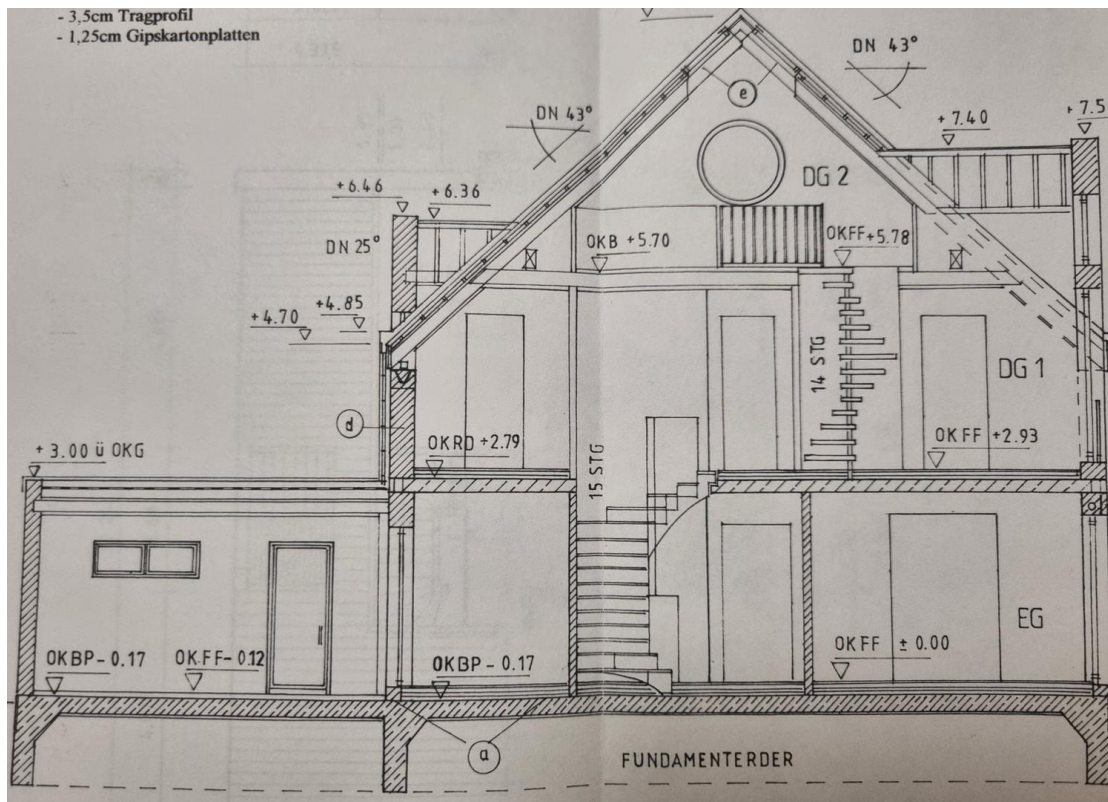 - 3,5cm Tragprofil
- 1,25cm Gipskartonplatten
DN 43°
e
DN 43°
+ 7.40
+ 7.5
+6.46
+6.36
DG 2
DN 25°
OKB +5.70
OKFF+5.78
+4.85
+4.70
14 STG
DG 1
d
OKRD +2.79
OKFF +2.93
+ 3.00 ü OKG
15 STG
EG
OKBP - 0.17
OKFF- 0.12
OKBP - 0.17
OKFF ± 0.00
a
FUNDAMENTERDER